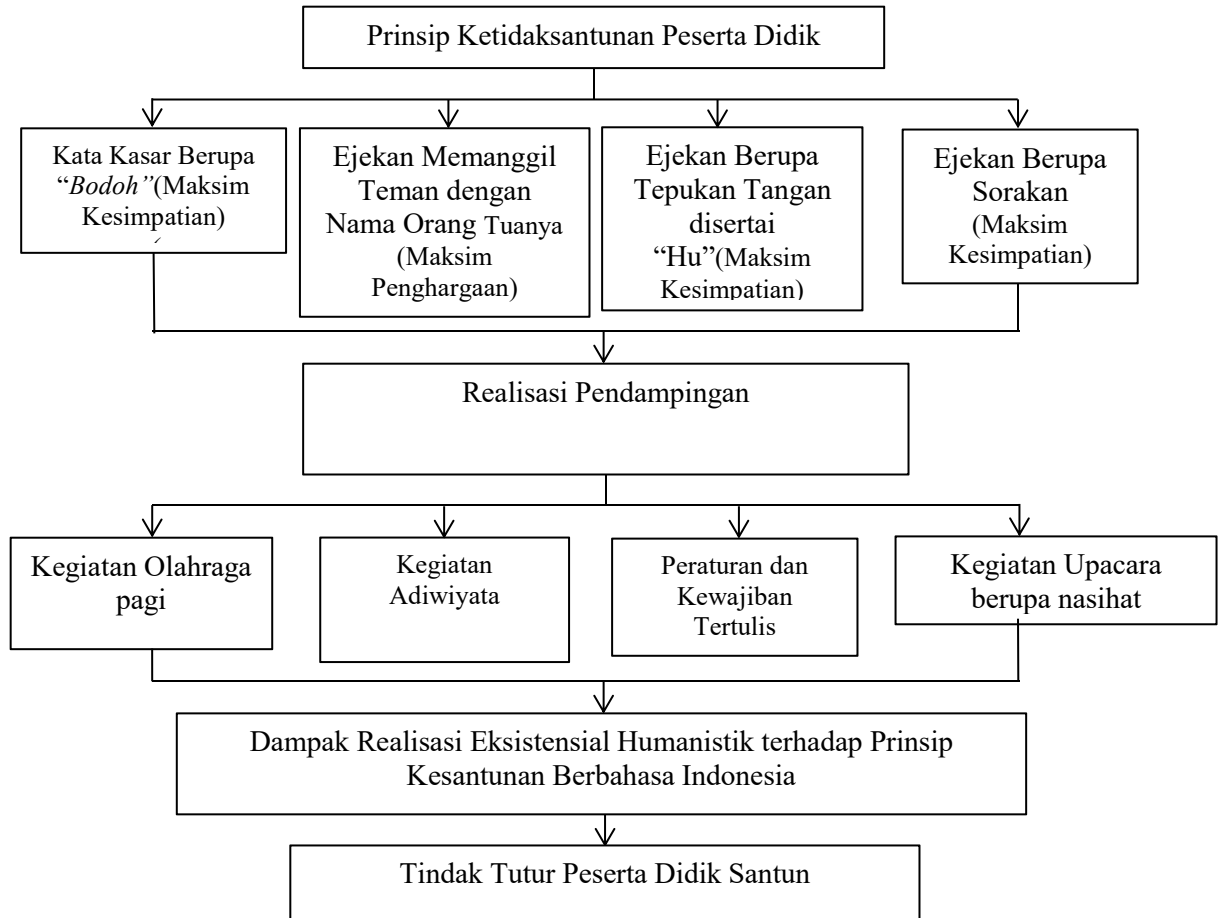 Prinsip Ketidaksantunan Peserta Didik
Kata Kasar Berupa
“Bodoh”(Maksim
Kesimpatian)
Ejekan Memanggil
Teman dengan
Nama Orang Tuanya
(Maksim
Penghargaan)
Ejekan Berupa
Tepukan Tangan
disertai
“Hu”(Maksim
Kesimpatian)
Ejekan Berupa
Sorakan
(Maksim
Kesimpatian)
Realisasi Pendampingan
Kegiatan Olahraga
pagi
Kegiatan
Adiwiyata
Peraturan dan
Kewajiban
Tertulis
Kegiatan Upacara
berupa nasihat
Dampak Realisasi Eksistensial Humanistik terhadap Prinsip
Kesantunan Berbahasa Indonesia
Tindak Tutur Peserta Didik Santun